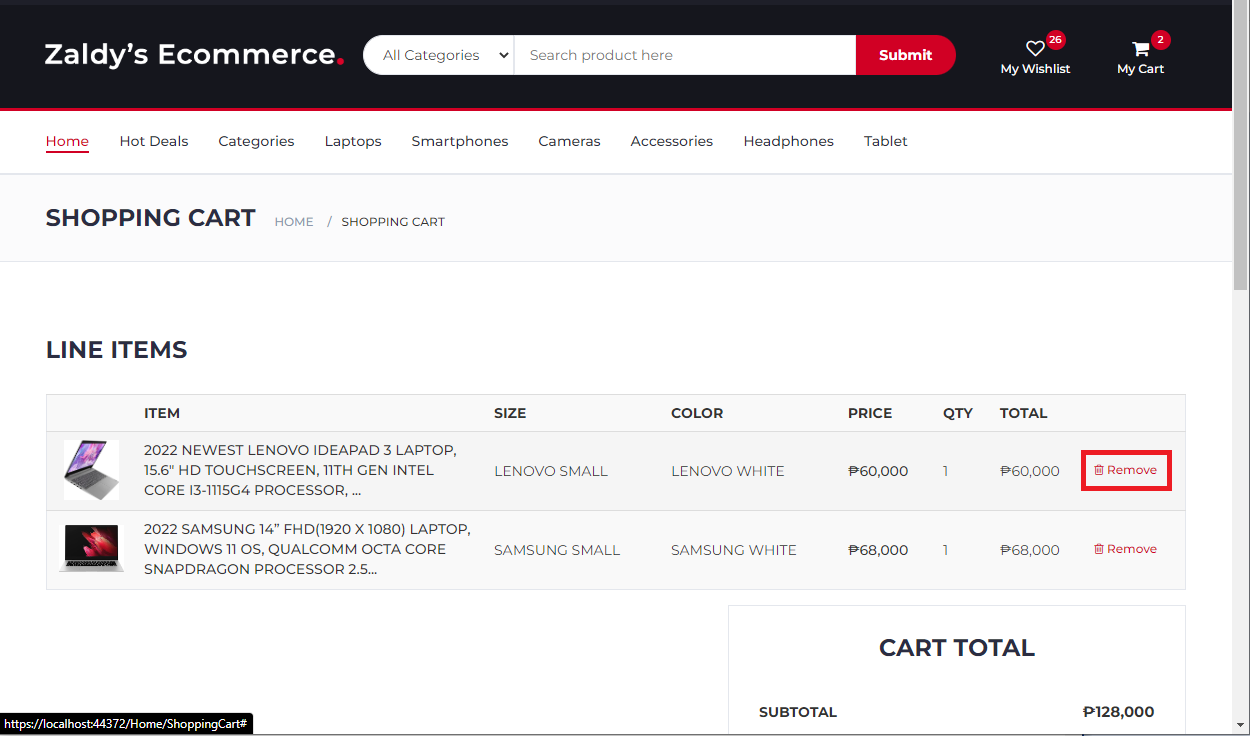 Zaldy’s Ecommerce.
All Categories
Search product here
Submit
26
My Wishlist
2
My Cart
Home Hot Deals Categories Laptops Smartphones Cameras Accessories Headphones Tablet
SHOPPING CART
HOME / SHOPPING CART
LINE ITEMS
ITEM SIZE COLOR PRICE QTY TOTAL
2022 NEWEST LENOVO IDEAPAD 3 LAPTOP,
15.6" HD TOUCHSCREEN, 11TH GEN INTEL
CORE I3-1115G4 PROCESSOR, ...
LENOVO SMALL LENOVO WHITE ₱60,000 1 ₱60,000 Remove
2022 SAMSUNG 14” FHD(1920 X 1080) LAPTOP,
WINDOWS 11 OS, QUALCOMM OCTA CORE
SNAPDRAGON PROCESSOR 2.5...
SAMSUNG SMALL SAMSUNG WHITE ₱68,000 1 ₱68,000 Remove
CART TOTAL
SUBTOTAL ₱128,000
https://localhost:44372/Home/ShoppingCart#